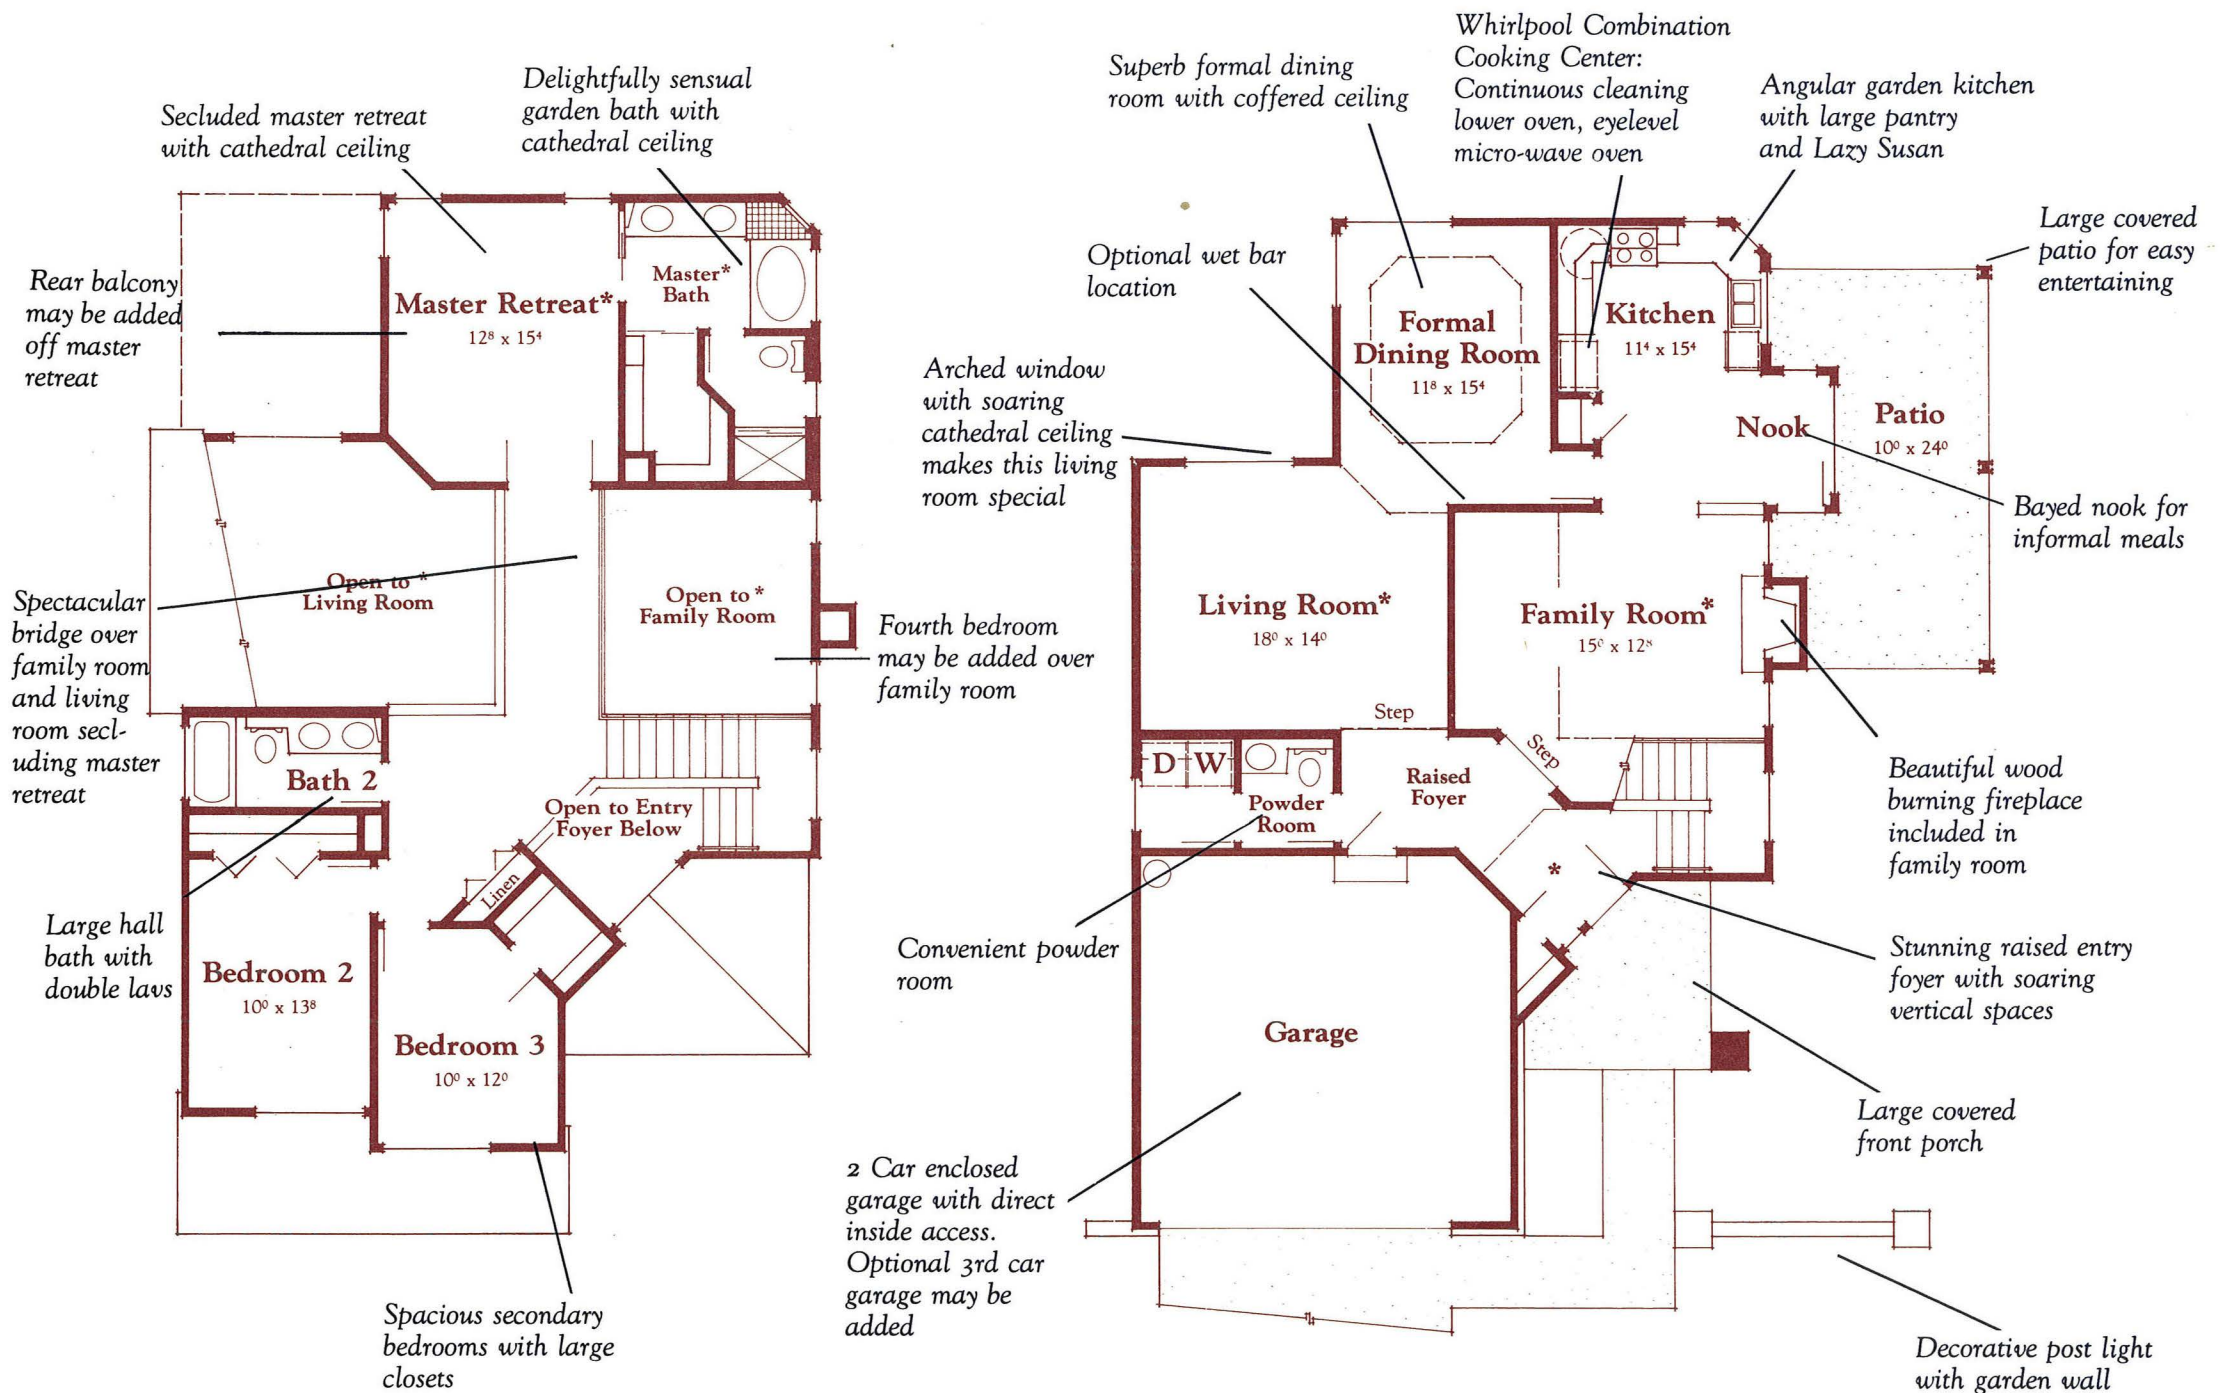 Secluded master retreat
with cathedral ceiling
Delightfully sensual
garden bath with
cathedral ceiling
Rear balcony
may be added
off master
retreat
Master Retreat*
12⁸ x 15⁴
Master*
Bath
Open to *
Living Room
Open to *
Family Room
Spectacular
bridge over
family room
and living
room secl-
uding master
retreat
Fourth bedroom
may be added over
family room
Bath 2
Open to Entry
Foyer Below
Linen
Large hall
bath with
double lavs
Bedroom 2
10⁰ x 13⁸
Bedroom 3
10⁰ x 12⁰
Spacious secondary
bedrooms with large
closets
Superb formal dining
room with coffered ceiling
Whirlpool Combination
Cooking Center:
Continuous cleaning
lower oven, eyelevel
micro-wave oven
Angular garden kitchen
with large pantry
and Lazy Susan
Large covered
patio for easy
entertaining
Optional wet bar
location
Arched window
with soaring
cathedral ceiling
makes this living
room special
Formal
Dining Room
11⁸ x 15⁴
Kitchen
11⁴ x 15⁴
Nook
Patio
10⁰ x 24⁰
Bayed nook for
informal meals
Living Room*
18⁰ x 14⁰
Family Room*
15⁰ x 12⁸
Step
Step
D W
Powder
Room
Raised
Foyer
*
Beautiful wood
burning fireplace
included in
family room
Convenient powder
room
Stunning raised entry
foyer with soaring
vertical spaces
Garage
Large covered
front porch
2 Car enclosed
garage with direct
inside access.
Optional 3rd car
garage may be
added
Decorative post light
with garden wall